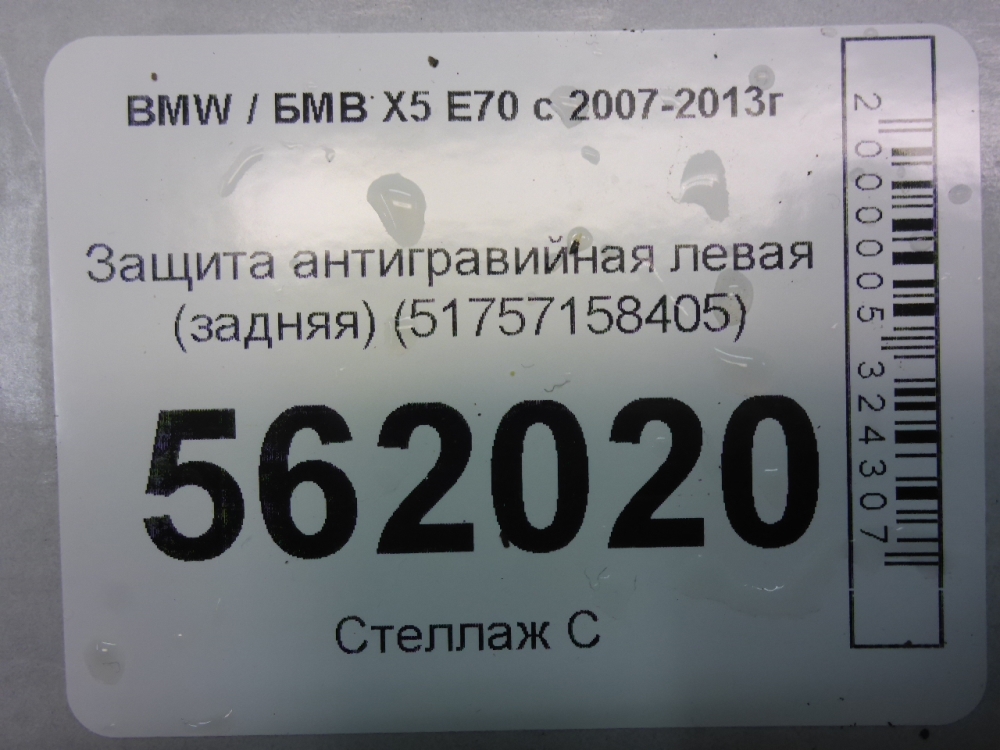 BMW / БМВ X5 E70 с 2007-2013г
Защита антигравийная левая
(задняя) (51757158405)
562020
Стеллаж С
2000005324307